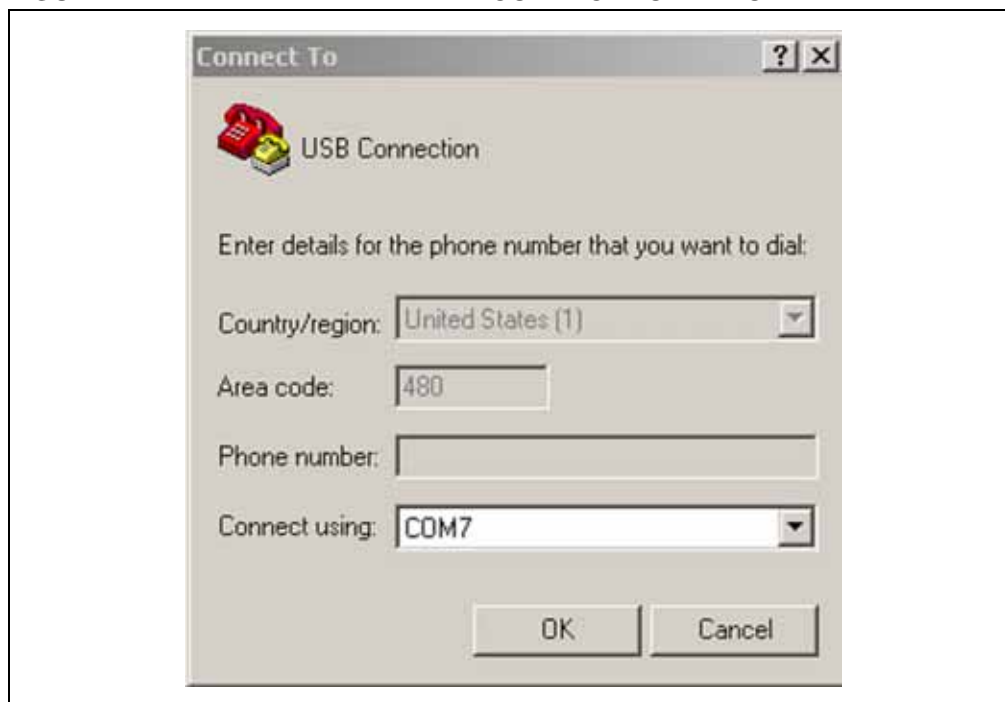 Connect To
USB Connection
Enter details for the phone number that you want to dial:
Country/region: United States (1)
Area code: 480
Phone number:
Connect using: COM7
OK Cancel